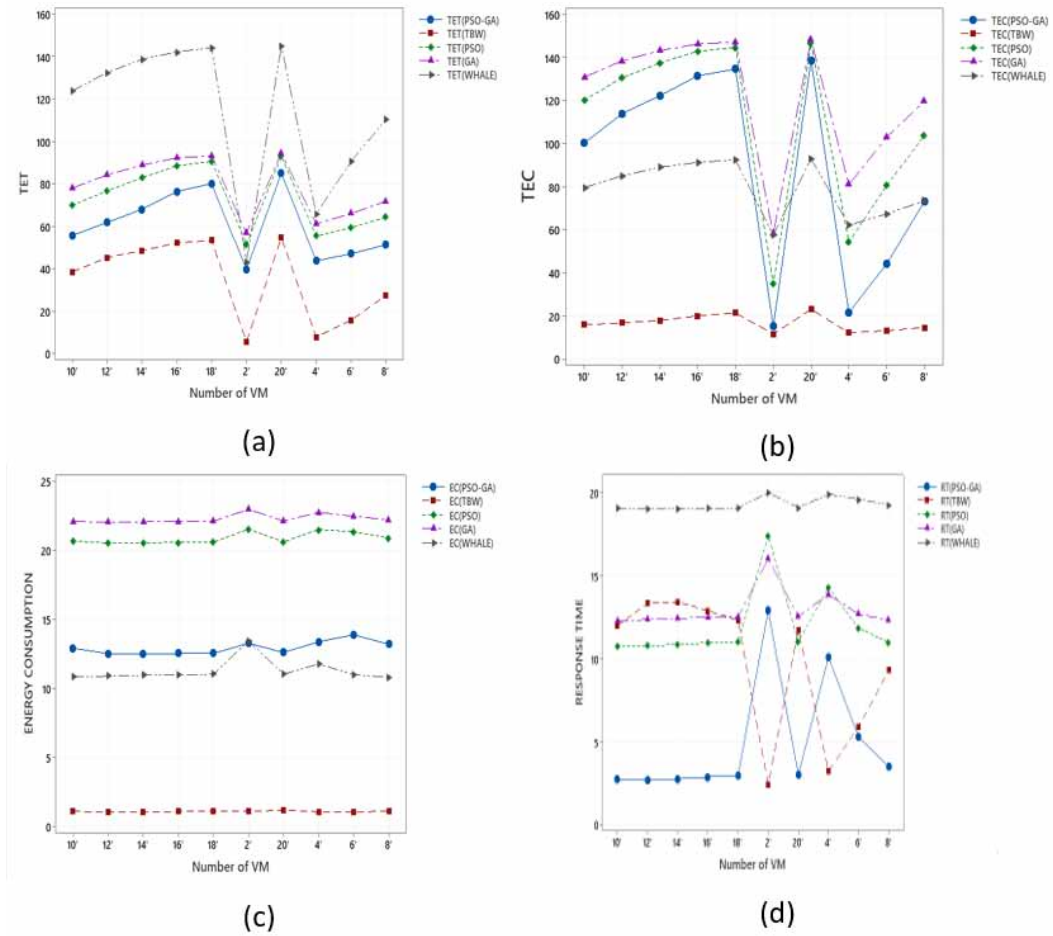 160
140
120
100
80
60
40
20
0
TET
10' 12' 14' 16' 18' 2' 20' 4' 6' 8'
Number of VM
TET(PSO-GA)
TET(TBW)
TET(PSO)
TET(GA)
TET(WHALE)
(a)
160
140
120
100
80
60
40
20
0
TEC
10' 12' 14' 16' 18' 2' 20' 4' 6' 8'
Number of VM
TEC(PSO-GA)
TEC(TBW)
TEC(PSO)
TEC(GA)
TEC(WHALE)
(b)
25
20
15
10
5
0
ENERGY CONSUMPTION
10' 12' 14' 16' 18' 2' 20' 4' 6' 8'
Number of VM
EC(PSO-GA)
EC(TBW)
EC(PSO)
EC(GA)
EC(WHALE)
(c)
20
15
10
5
0
RESPONSE TIME
10' 12' 14' 16' 18' 2' 20' 4' 6' 8'
Number of VM
RT(PSO-GA)
RT(TBW)
RT(PSO)
RT(GA)
RT(WHALE)
(d)